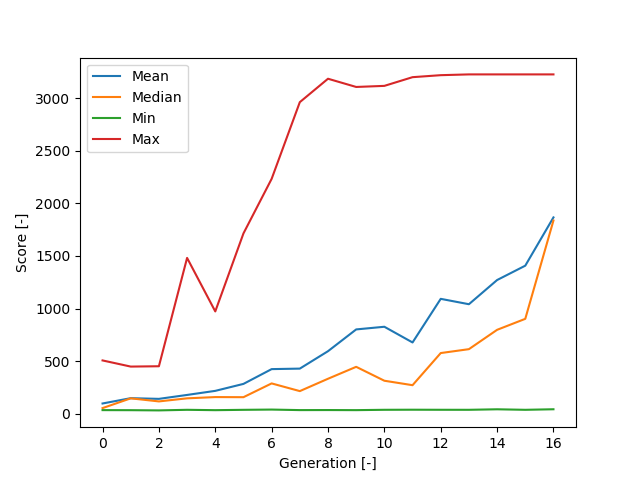 Mean
Median
Min
Max
3000
2500
2000
1500
1000
500
0
Score [-]
0 2 4 6 8 10 12 14 16
Generation [-]